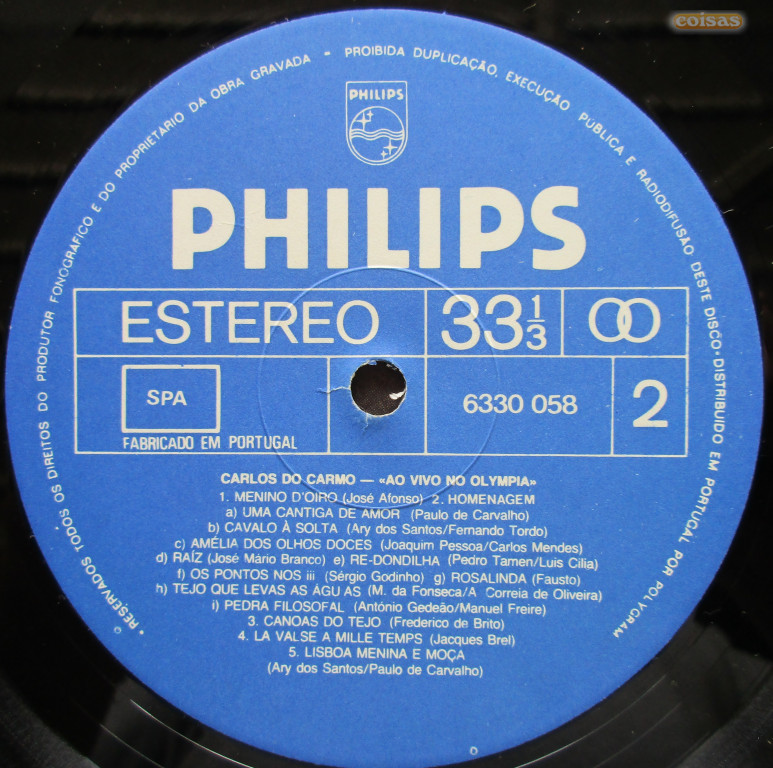 coisas
• RESERVADOS TODOS OS DIREITOS DO PRODUTOR FONOGRAFICO E DO PROPRIETARIO DA OBRA GRAVADA - PROIBIDA DUPLICAÇÃO, EXECUÇÃO PÚBLICA E RADIODIFUSÃO DESTE DISCO • DISTRIBUIDO EM PORTUGAL POR POLYGRAM
PHILIPS
PHILIPS
ESTEREO 33 1/3
SPA 6330 058 2
FABRICADO EM PORTUGAL
CARLOS DO CARMO — «AO VIVO NO OLYMPIA»
1. MENINO D'OIRO (José Afonso) 2. HOMENAGEM
a) UMA CANTIGA DE AMOR (Paulo de Carvalho)
b) CAVALO À SOLTA (Ary dos Santos/Fernando Tordo)
c) AMÉLIA DOS OLHOS DOCES (Joaquim Pessoa/Carlos Mendes)
d) RAÍZ (José Mário Branco) e) RE-DONDILHA (Pedro Tamen/Luis Cilia)
f) OS PONTOS NOS iii (Sérgio Godinho) g) ROSALINDA (Fausto)
h) TEJO QUE LEVAS AS ÁGUAS (M. da Fonseca/A. Correia de Oliveira)
i) PEDRA FILOSOFAL (António Gedeão/Manuel Freire)
3. CANOAS DO TEJO (Frederico de Brito)
4. LA VALSE A MILLE TEMPS (Jacques Brel)
5. LISBOA MENINA E MOÇA
(Ary dos Santos/Paulo de Carvalho)